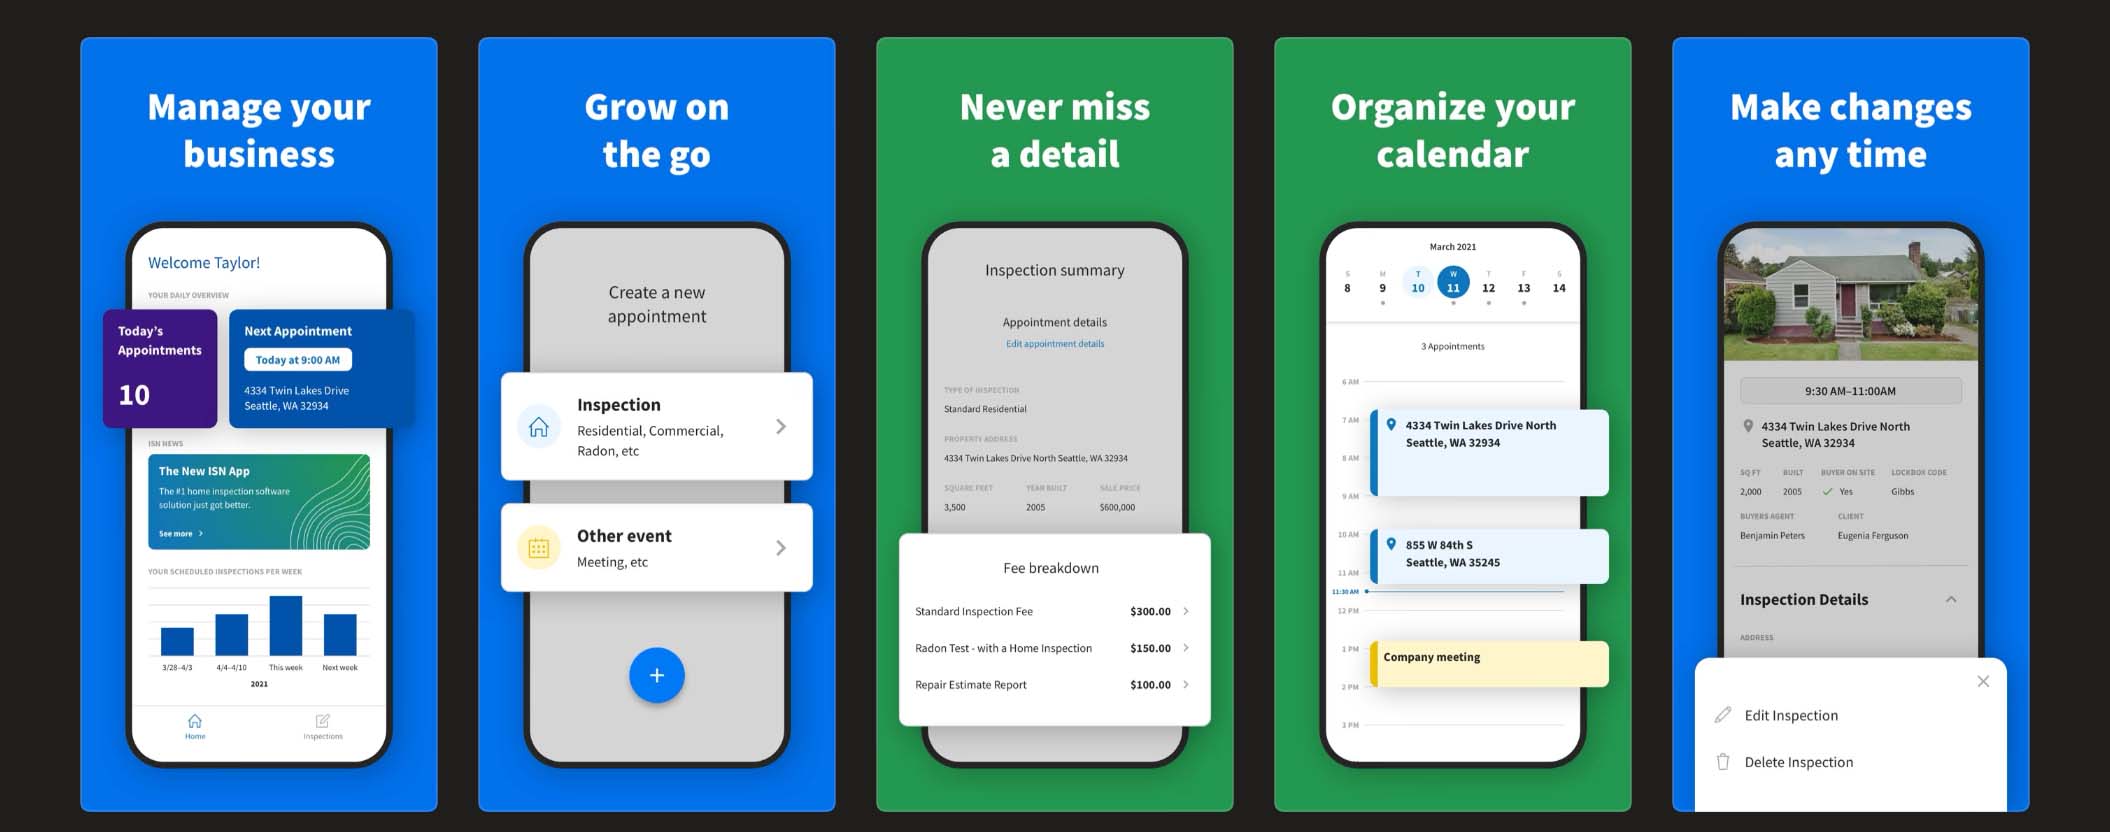 Manage your
business
Welcome Taylor!
YOUR DAILY OVERVIEW
Today's
Appointments
10
Next Appointment
Today at 9:00 AM
4334 Twin Lakes Drive
Seattle, WA 32934
ISN NEWS
The New ISN App
The #1 home inspection software
solution just got better.
See more
YOUR SCHEDULED INSPECTIONS PER WEEK
3/28-4/3 4/4-4/10 This week Next week
2021
Home Inspections
Grow on
the go
Create a new
appointment
Inspection
Residential, Commercial,
Radon, etc
Other event
Meeting, etc
+
Never miss
a detail
Inspection summary
Appointment details
Edit appointment details
TYPE OF INSPECTION
Standard Residential
PROPERTY ADDRESS
4334 Twin Lakes Drive North Seattle, WA 32934
SQUARE FEET YEAR BUILT SALE PRICE
3,500 2005 $600,000
Fee breakdown
Standard Inspection Fee $300.00
Radon Test - with a Home Inspection $150.00
Repair Estimate Report $100.00
Organize your
calendar
March 2021
S M T W T F S
8 9 10 11 12 13 14
3 Appointments
6 AM
7 AM
4334 Twin Lakes Drive North
Seattle, WA 32934
8 AM
9 AM
10 AM
855 W 84th S
Seattle, WA 35245
11 AM
11:30 AM
12 PM
1 PM
Company meeting
2 PM
3 PM
Make changes
any time
9:30 AM–11:00AM
4334 Twin Lakes Drive North
Seattle, WA 32934
SQ FT BUILT BUYER ON SITE LOCKBOX CODE
2,000 2005 Yes Gibbs
BUYERS AGENT CLIENT
Benjamin Peters Eugenia Ferguson
Inspection Details
ADDRESS
Edit Inspection
Delete Inspection